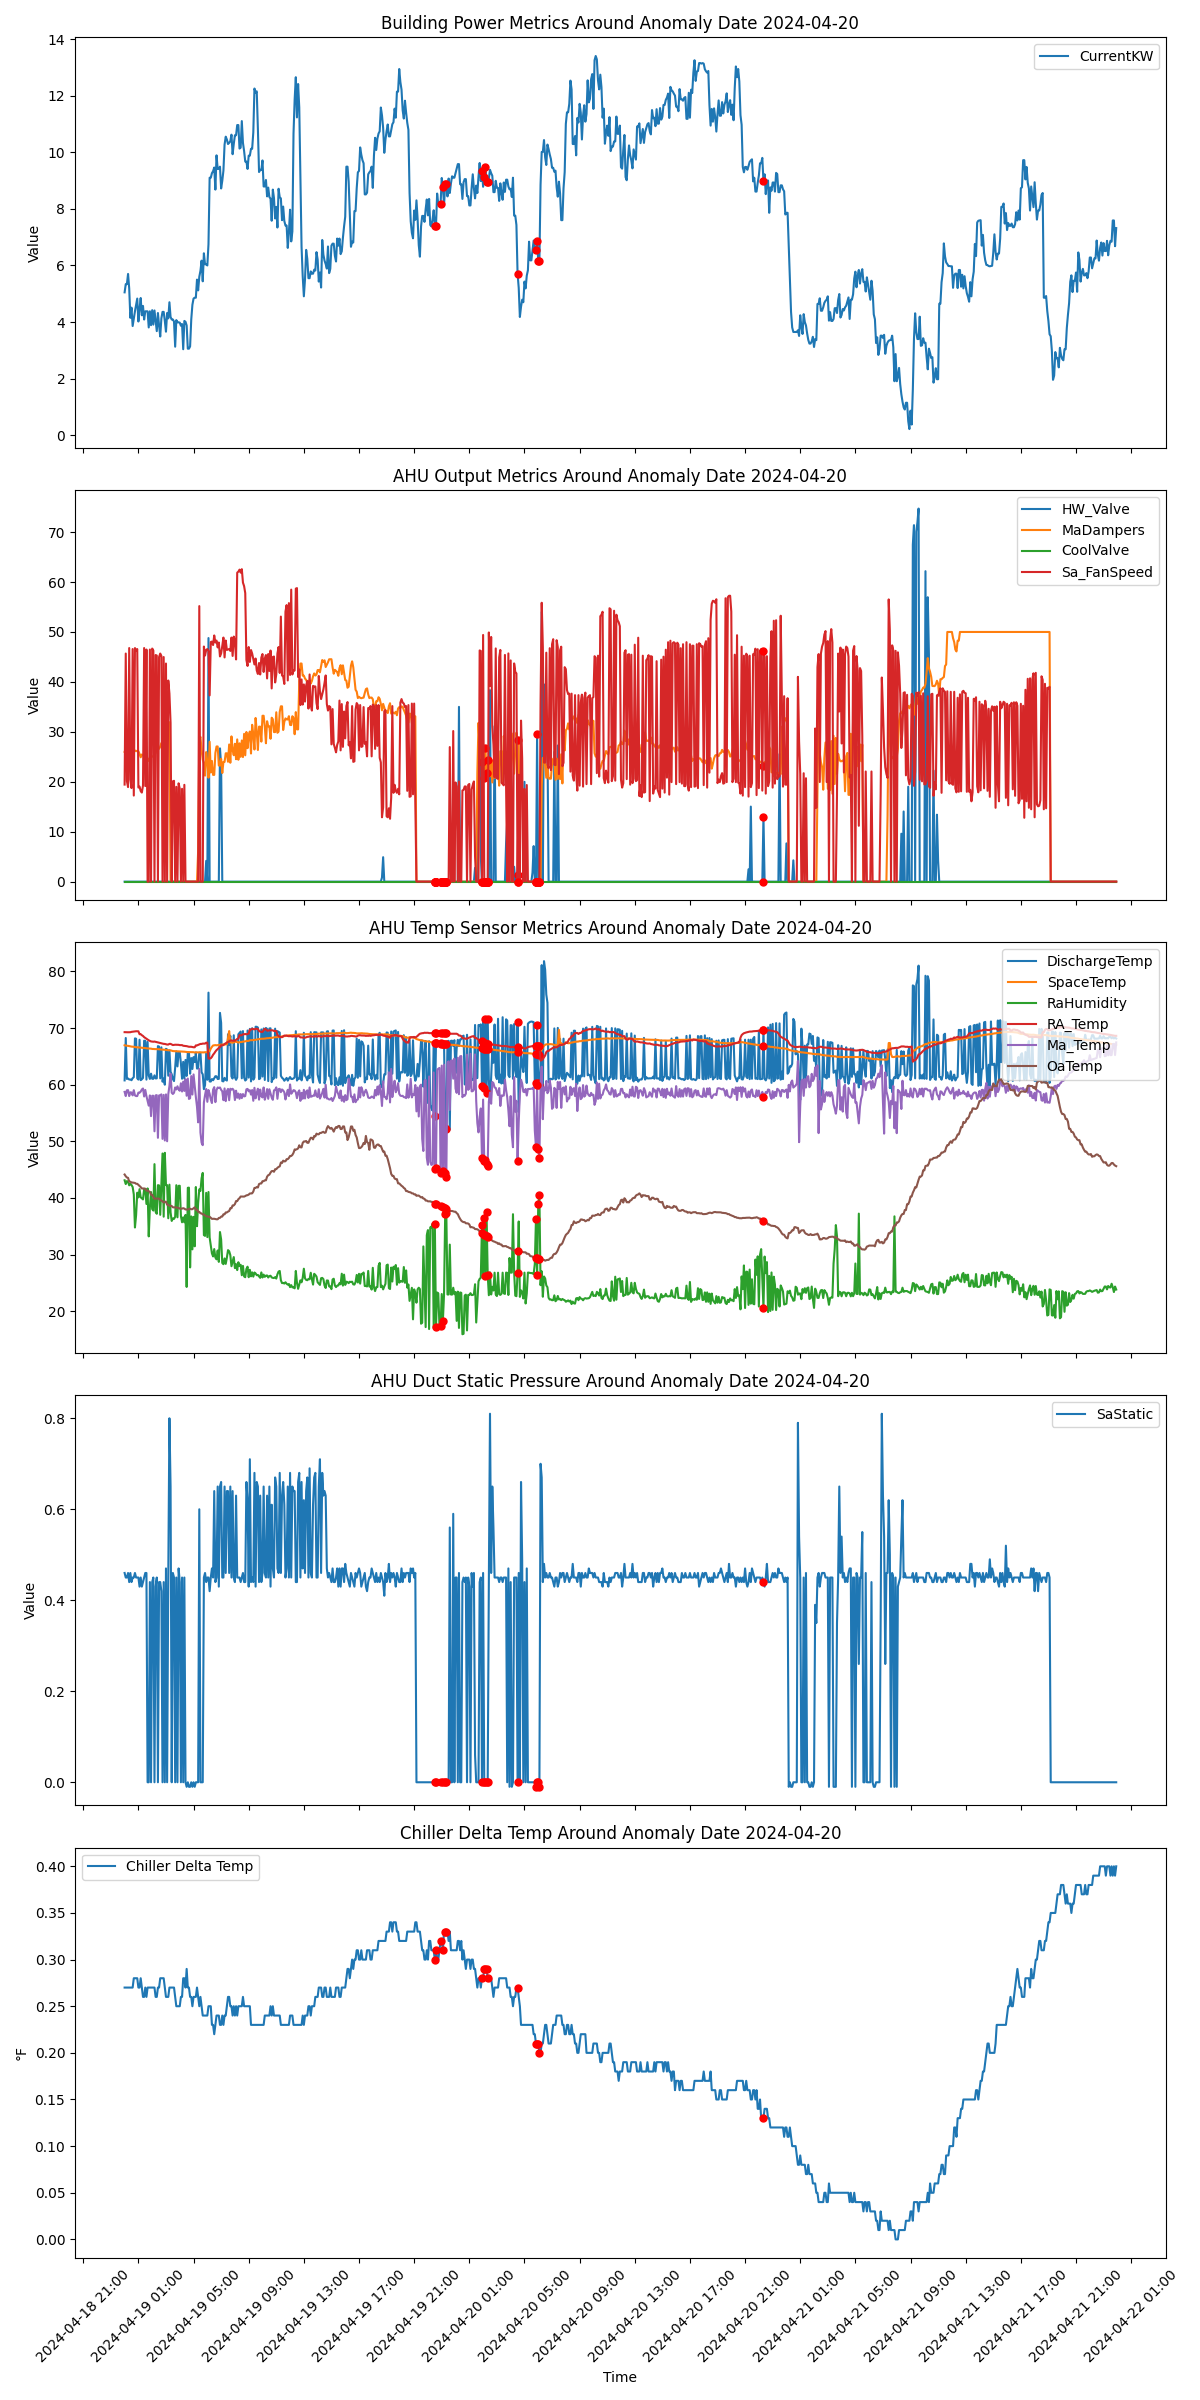 Building Power Metrics Around Anomaly Date 2024-04-20
CurrentKW
14
12
10
8
6
4
2
0
Value
AHU Output Metrics Around Anomaly Date 2024-04-20
HW_Valve
MaDampers
CoolValve
Sa_FanSpeed
70
60
50
40
30
20
10
0
Value
AHU Temp Sensor Metrics Around Anomaly Date 2024-04-20
DischargeTemp
SpaceTemp
RaHumidity
RA_Temp
Ma_Temp
OaTemp
80
70
60
50
40
30
20
Value
AHU Duct Static Pressure Around Anomaly Date 2024-04-20
SaStatic
0.8
0.6
0.4
0.2
0.0
Value
Chiller Delta Temp Around Anomaly Date 2024-04-20
Chiller Delta Temp
0.40
0.35
0.30
0.25
0.20
0.15
0.10
0.05
0.00
°F
2024-04-18 21:00
2024-04-19 01:00
2024-04-19 05:00
2024-04-19 09:00
2024-04-19 13:00
2024-04-19 17:00
2024-04-19 21:00
2024-04-20 01:00
2024-04-20 05:00
2024-04-20 09:00
2024-04-20 13:00
2024-04-20 17:00
2024-04-20 21:00
2024-04-21 01:00
2024-04-21 05:00
2024-04-21 09:00
2024-04-21 13:00
2024-04-21 17:00
2024-04-21 21:00
2024-04-22 01:00
Time